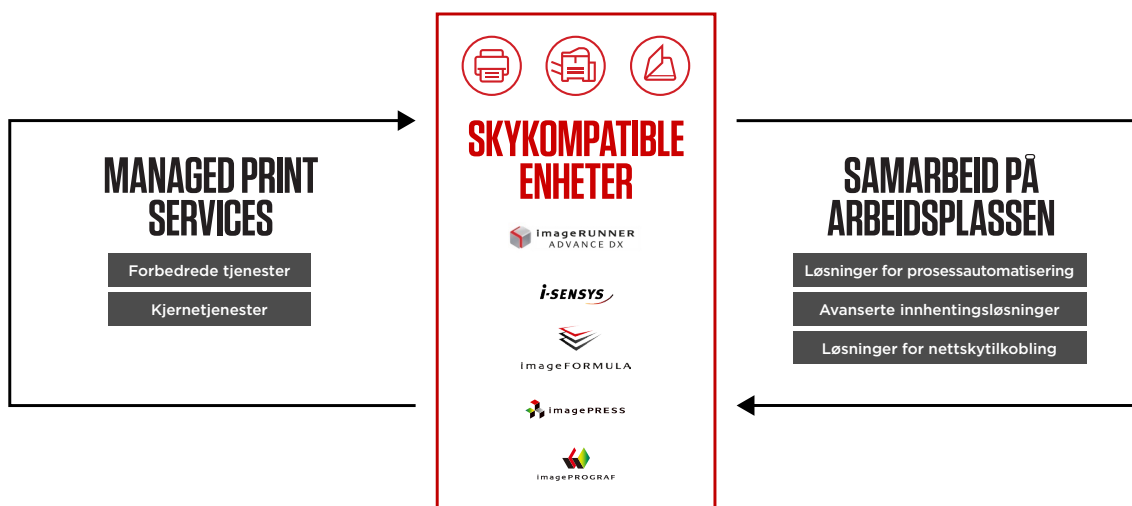 MANAGED PRINT
SERVICES
Forbedrede tjenester
Kjernetjenester
SKYKOMPATIBLE
ENHETER
imageRUNNER
ADVANCE DX
i-SENSYS
imageFORMULA
imagePRESS
imagePROGRAF
SAMARBEID PÅ
ARBEIDSPLASSEN
Løsninger for prosessautomatisering
Avanserte innhentingsløsninger
Løsninger for nettskytilkobling